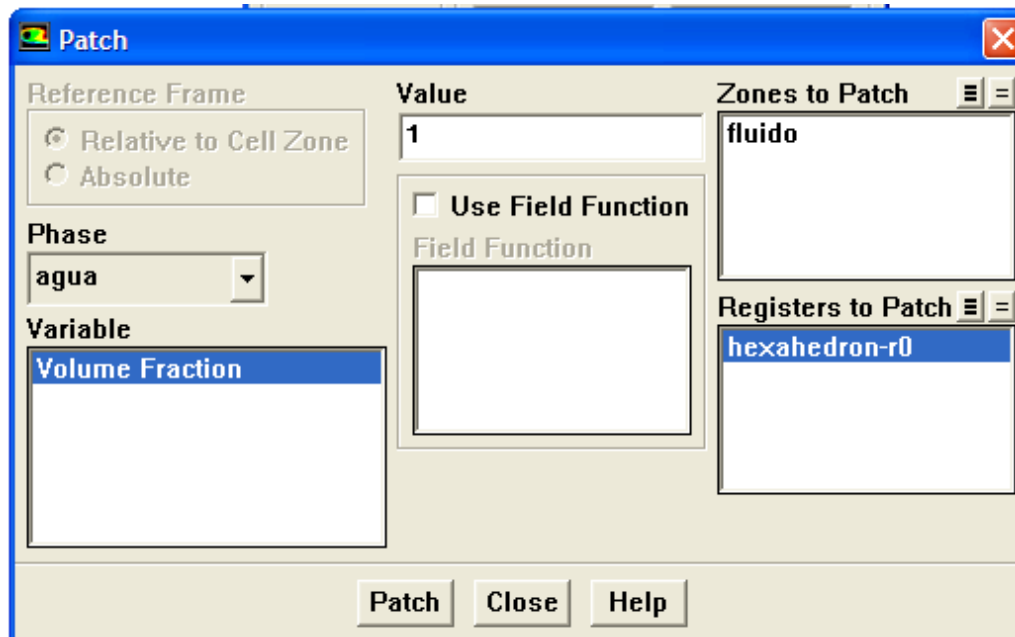 Patch
Reference Frame
Relative to Cell Zone
Absolute
Phase
agua
Variable
Volume Fraction
Value
1
Use Field Function
Field Function
Zones to Patch
fluido
Registers to Patch
hexahedron-r0
Patch
Close
Help